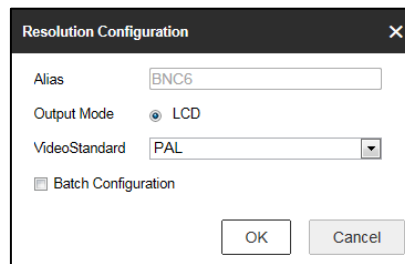 Resolution Configuration
Alias BNC6
Output Mode LCD
VideoStandard PAL
Batch Configuration
OK Cancel